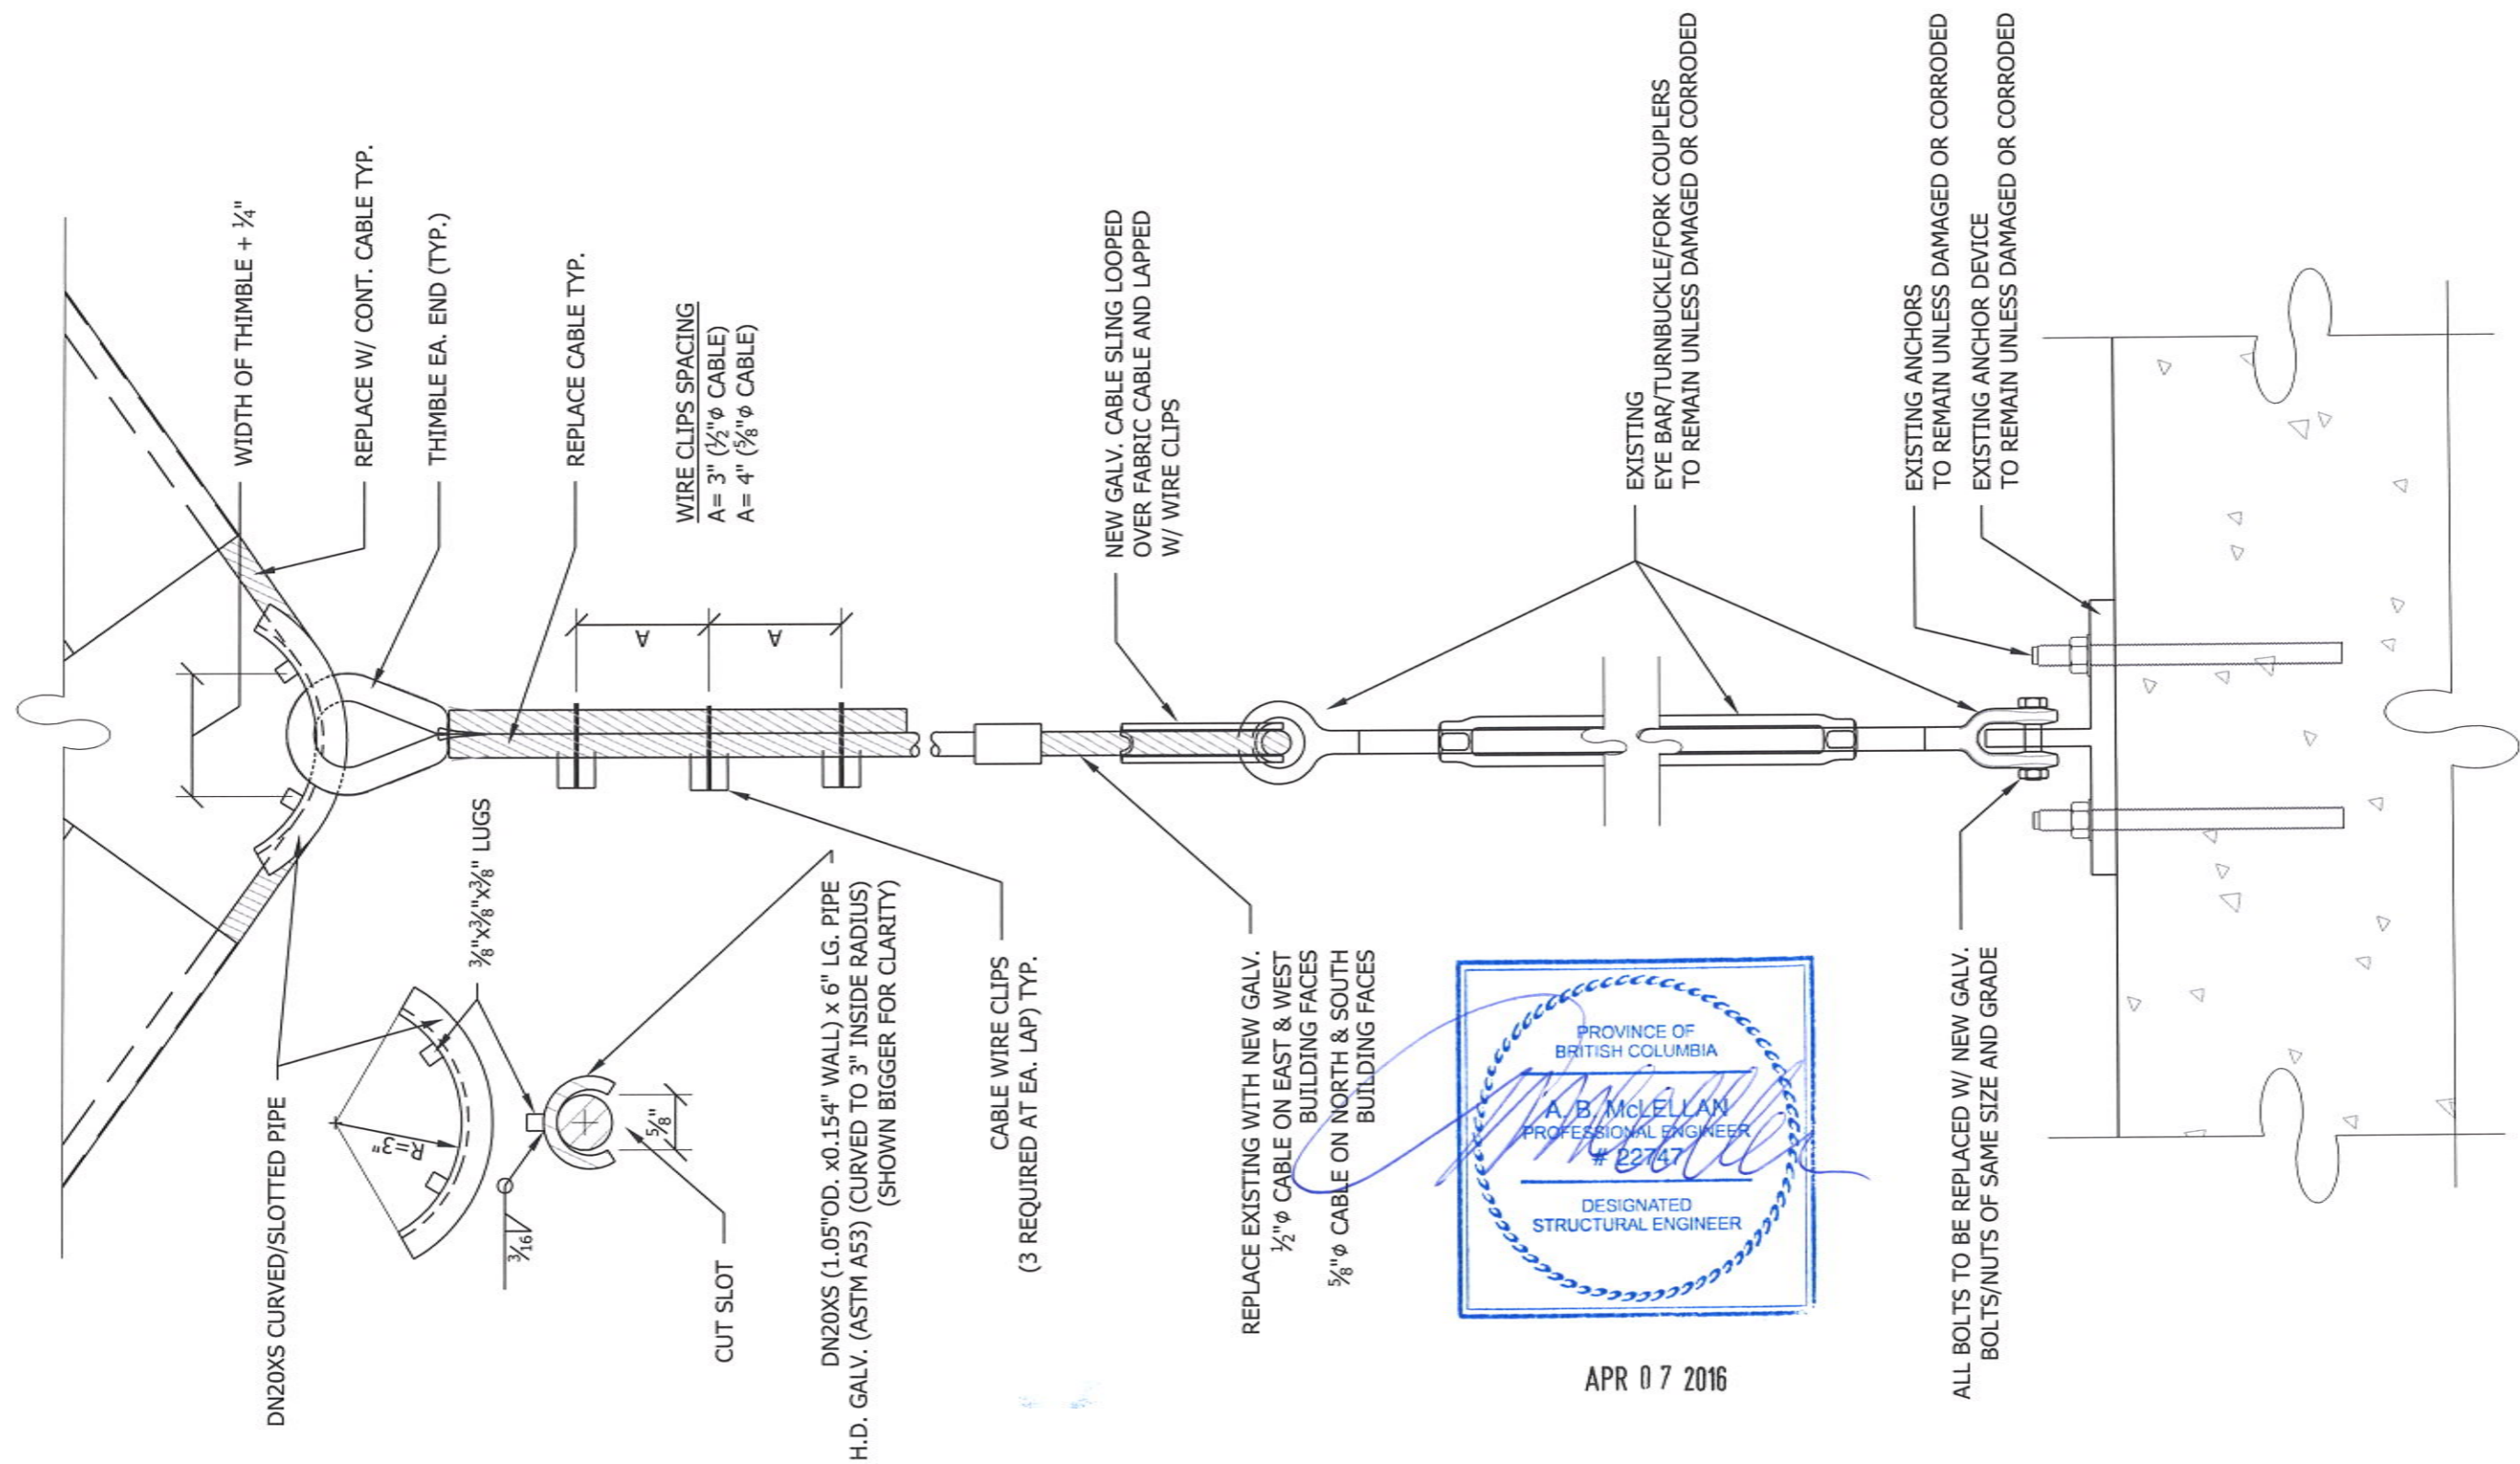 WIDTH OF THIMBLE + ¼"
REPLACE W/ CONT. CABLE TYP.
THIMBLE EA. END (TYP.)
REPLACE CABLE TYP.
WIRE CLIPS SPACING
A= 3" (½"ϕ CABLE)
A= 4" (⅝"ϕ CABLE)
A
A
NEW GALV. CABLE SLING LOOPED
OVER FABRIC CABLE AND LAPPED
W/ WIRE CLIPS
EXISTING
EYE BAR/TURNBUCKLE/FORK COUPLERS
TO REMAIN UNLESS DAMAGED OR CORRODED
EXISTING ANCHORS
TO REMAIN UNLESS DAMAGED OR CORRODED
EXISTING ANCHOR DEVICE
TO REMAIN UNLESS DAMAGED OR CORRODED
DN20XS CURVED/SLOTTED PIPE
R=3"
⅜"x⅜"x⅜" LUGS
3⁄16
⅝"
CUT SLOT
DN20XS (1.05"OD. x0.154" WALL) x 6" LG. PIPE
H.D. GALV. (ASTM A53) (CURVED TO 3" INSIDE RADIUS)
(SHOWN BIGGER FOR CLARITY)
CABLE WIRE CLIPS
(3 REQUIRED AT EA. LAP) TYP.
REPLACE EXISTING WITH NEW GALV.
½"ϕ CABLE ON EAST & WEST
BUILDING FACES
⅝"ϕ CABLE ON NORTH & SOUTH
BUILDING FACES
PROVINCE OF
BRITISH COLUMBIA
A. B. McLELLAN
PROFESSIONAL ENGINEER
# 22747
DESIGNATED
STRUCTURAL ENGINEER
APR 07 2016
ALL BOLTS TO BE REPLACED W/ NEW GALV.
BOLTS/NUTS OF SAME SIZE AND GRADE